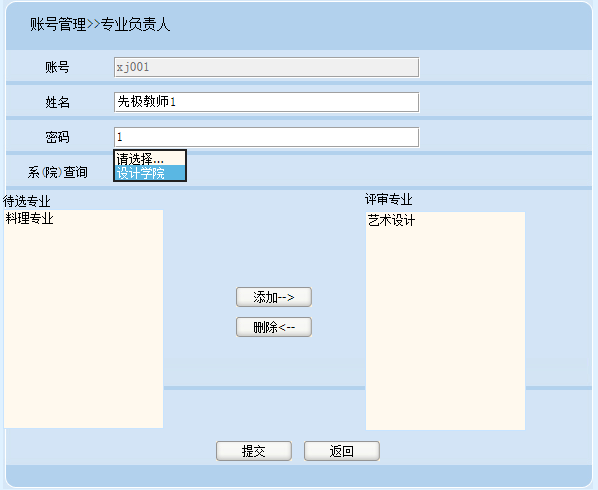 账号管理>>专业负责人
账号 xj001
姓名 先极教师1
密码 1
系(院)查询 请选择...
设计学院
待选专业
料理专业
评审专业
艺术设计
添加-->
删除<--
提交 返回